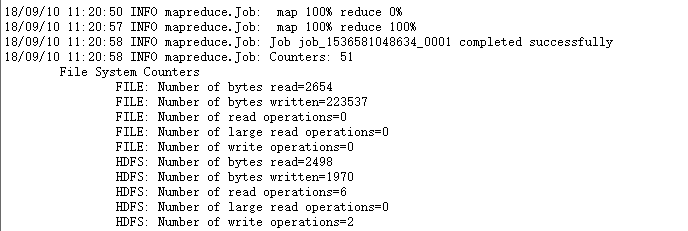 18/09/10 11:20:50 INFO mapreduce.Job:  map 100% reduce 0%
18/09/10 11:20:57 INFO mapreduce.Job:  map 100% reduce 100%
18/09/10 11:20:58 INFO mapreduce.Job: Job job_1536581048634_0001 completed successfully
18/09/10 11:20:58 INFO mapreduce.Job: Counters: 51
File System Counters
FILE: Number of bytes read=2654
FILE: Number of bytes written=223537
FILE: Number of read operations=0
FILE: Number of large read operations=0
FILE: Number of write operations=0
HDFS: Number of bytes read=2498
HDFS: Number of bytes written=1970
HDFS: Number of read operations=6
HDFS: Number of large read operations=0
HDFS: Number of write operations=2